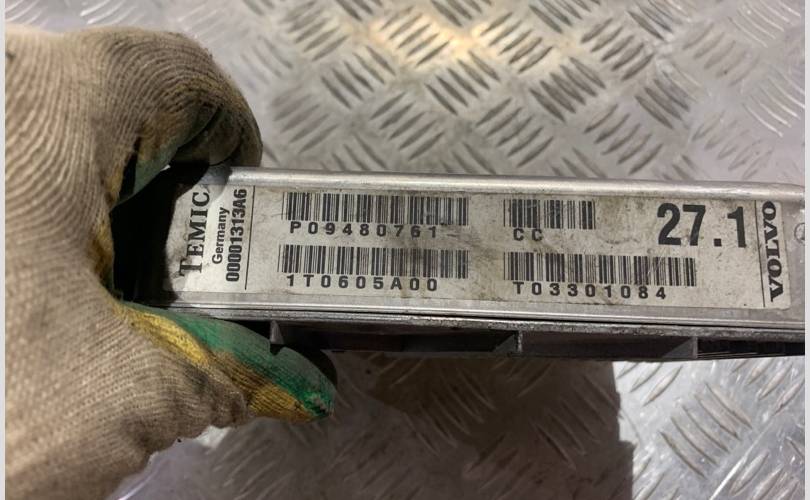 TEMIC
Germany
00001313A6
P09480761
CC
27.1
VOLVO
1T0605A00
T03301084